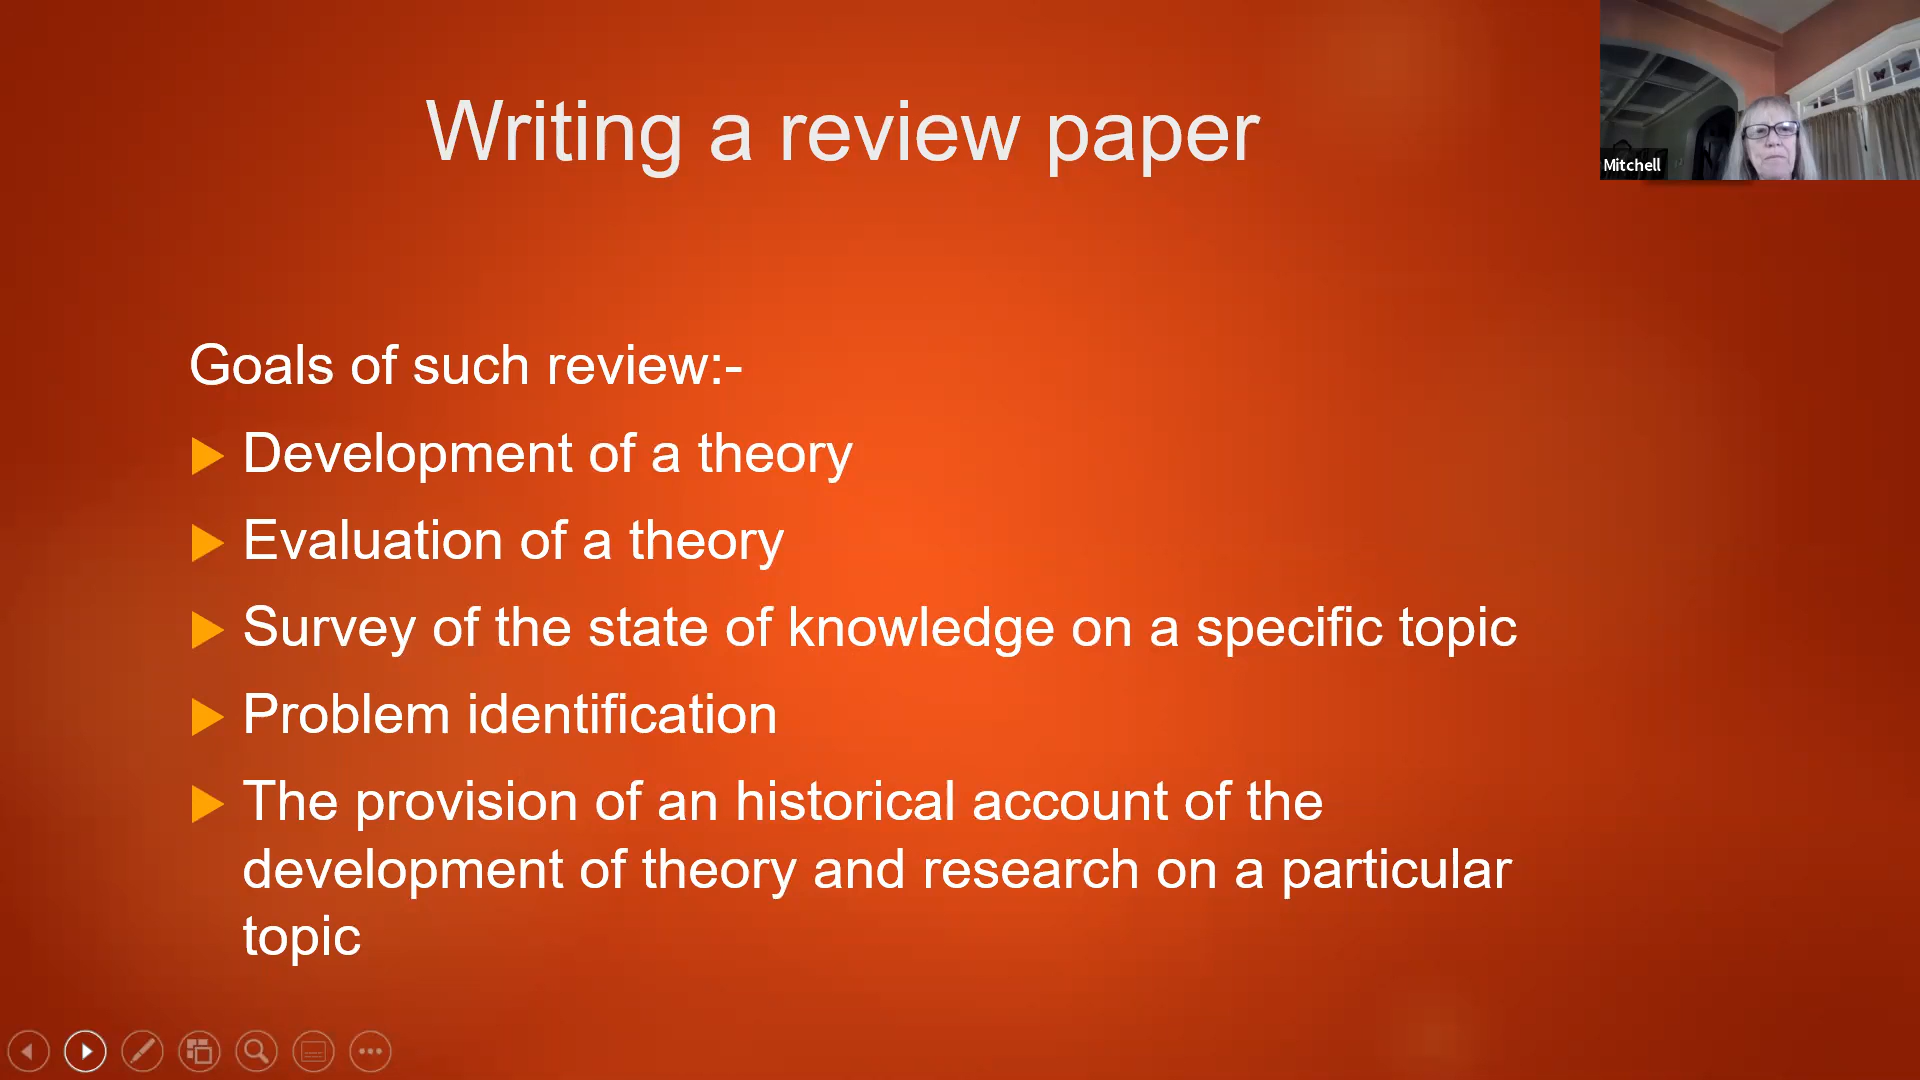 Writing a review paper
Mitchell
Goals of such review:-
Development of a theory
Evaluation of a theory
Survey of the state of knowledge on a specific topic
Problem identification
The provision of an historical account of the
development of theory and research on a particular
topic